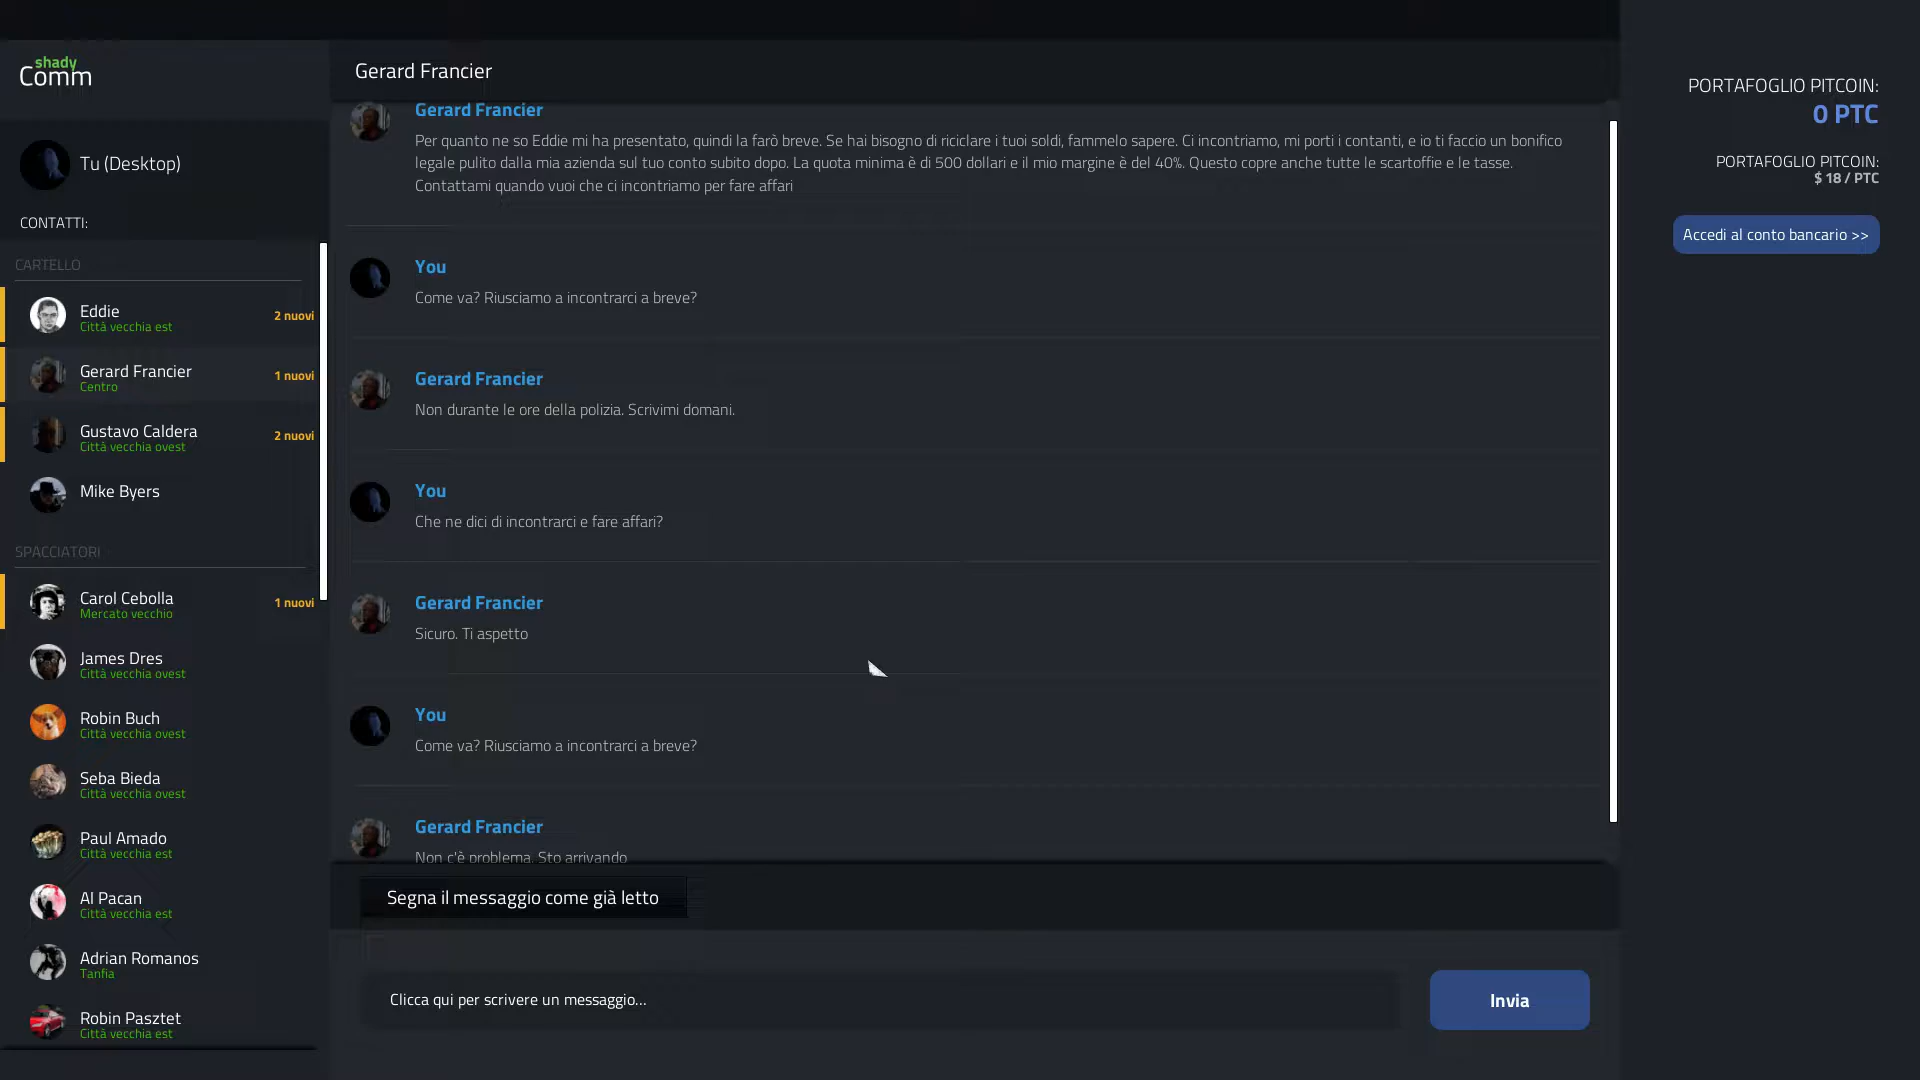 shady
Comm
Tu (Desktop)
CONTATTI:
CARTELLO
Eddie
Città vecchia est
2 nuovi
Gerard Francier
Centro
1 nuovi
Gustavo Caldera
Città vecchia ovest
2 nuovi
Mike Byers
SPACCIATORI
Carol Cebolla
Mercato vecchio
1 nuovi
James Dres
Città vecchia ovest
Robin Buch
Città vecchia ovest
Seba Bieda
Città vecchia ovest
Paul Amado
Città vecchia est
Al Pacan
Città vecchia est
Adrian Romanos
Tanfia
Robin Pasztet
Città vecchia est
Gerard Francier
Gerard Francier
Per quanto ne so Eddie mi ha presentato, quindi la farò breve. Se hai bisogno di riciclare i tuoi soldi, fammelo sapere. Ci incontriamo, mi porti i contanti, e io ti faccio un bonifico
legale pulito dalla mia azienda sul tuo conto subito dopo. La quota minima è di 500 dollari e il mio margine è del 40%. Questo copre anche tutte le scartoffie e le tasse.
Contattami quando vuoi che ci incontriamo per fare affari
You
Come va? Riusciamo a incontrarci a breve?
Gerard Francier
Non durante le ore della polizia. Scrivimi domani.
You
Che ne dici di incontrarci e fare affari?
Gerard Francier
Sicuro. Ti aspetto
You
Come va? Riusciamo a incontrarci a breve?
Gerard Francier
Non c'è problema. Sto arrivando
Segna il messaggio come già letto
Clicca qui per scrivere un messaggio...
Invia
PORTAFOGLIO PITCOIN:
0 PTC
PORTAFOGLIO PITCOIN:
$ 18 / PTC
Accedi al conto bancario >>